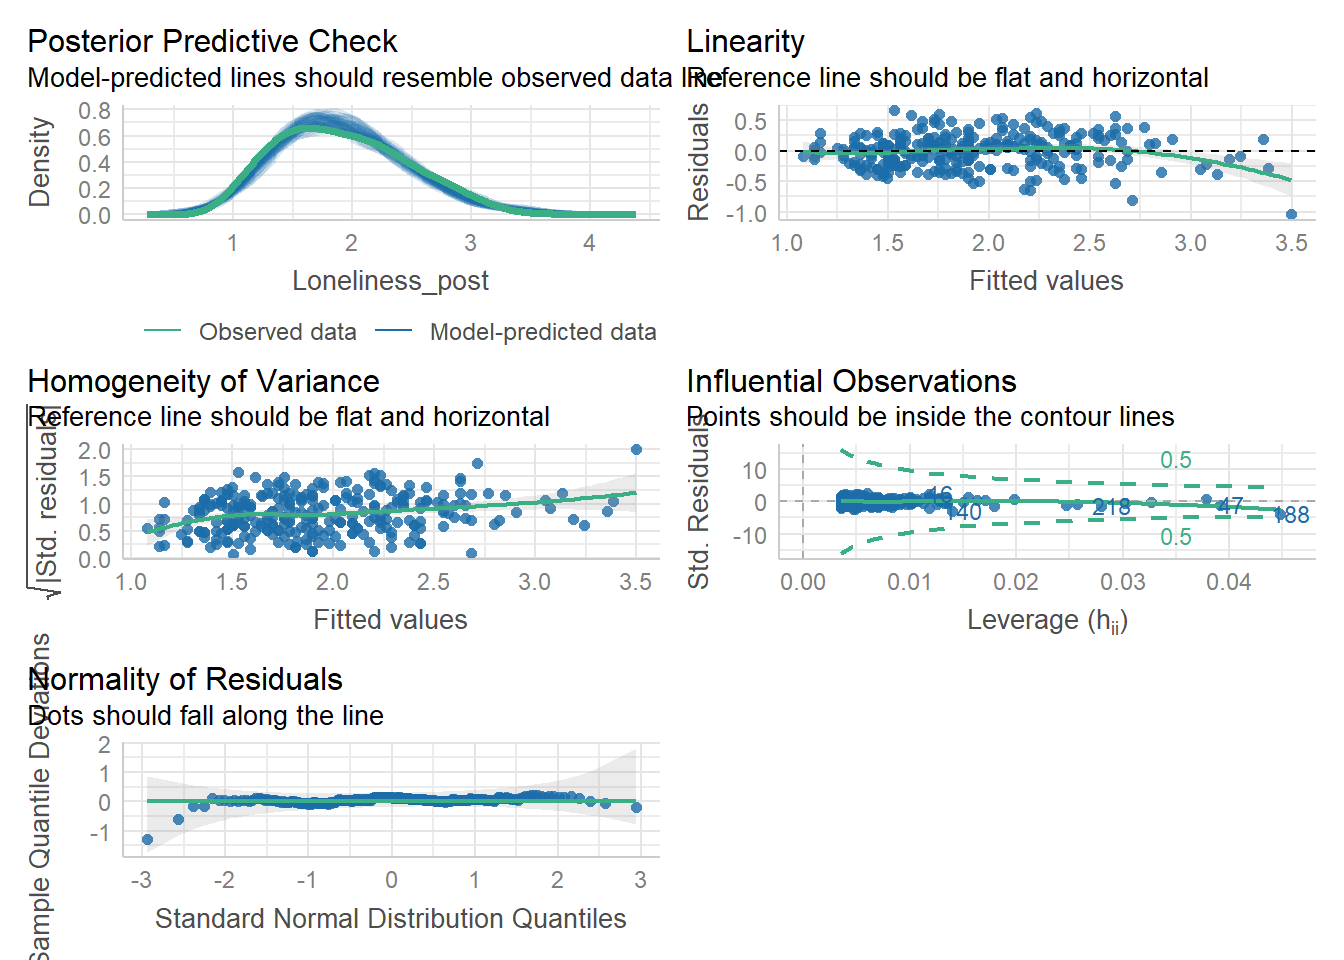 Posterior Predictive Check
Model-predicted lines should resemble observed data line
Density
0.8
0.6
0.4
0.2
0.0
1 2 3 4
Loneliness_post
Observed data Model-predicted data
Linearity
Reference line should be flat and horizontal
Residuals
0.5
0.0
-0.5
-1.0
1.0 1.5 2.0 2.5 3.0 3.5
Fitted values
Homogeneity of Variance
Reference line should be flat and horizontal
√|Std. residuals|
2.0
1.5
1.0
0.5
0.0
1.0 1.5 2.0 2.5 3.0 3.5
Fitted values
Influential Observations
Points should be inside the contour lines
Std. Residuals
10
0
-10
0.5
16
140
218
47
188
0.5
0.00 0.01 0.02 0.03 0.04
Leverage (hii)
Normality of Residuals
Dots should fall along the line
Sample Quantile Deviations
2
1
0
-1
-3 -2 -1 0 1 2 3
Standard Normal Distribution Quantiles